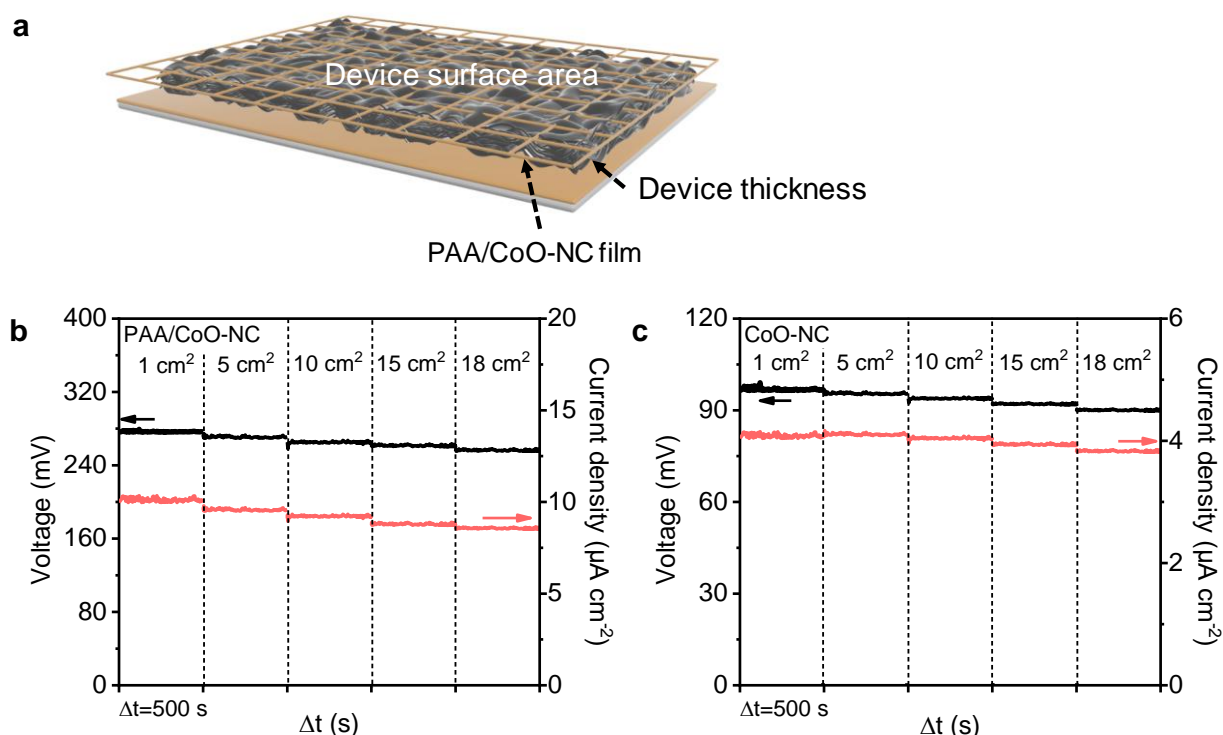 a
Device surface area
Device thickness
PAA/CoO-NC film
b
PAA/CoO-NC
1 cm²
5 cm²
10 cm²
15 cm²
18 cm²
400
320
240
160
80
0
Voltage (mV)
20
15
10
5
0
Current density (µA cm⁻²)
Δt=500 s
Δt (s)
c
CoO-NC
1 cm²
5 cm²
10 cm²
15 cm²
18 cm²
120
90
60
30
0
Voltage (mV)
6
4
2
0
Current density (µA cm⁻²)
Δt=500 s
Δt (s)